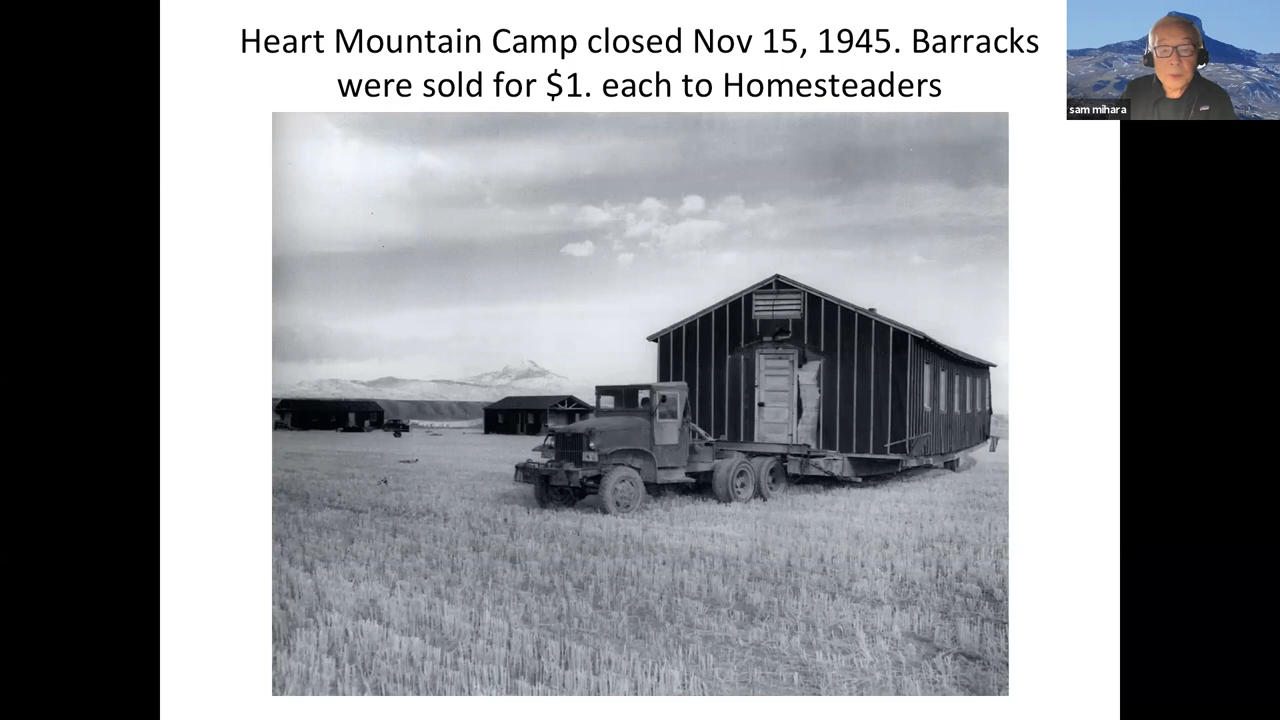 Heart Mountain Camp closed Nov 15, 1945. Barracks
were sold for $1. each to Homesteaders
sam mihara